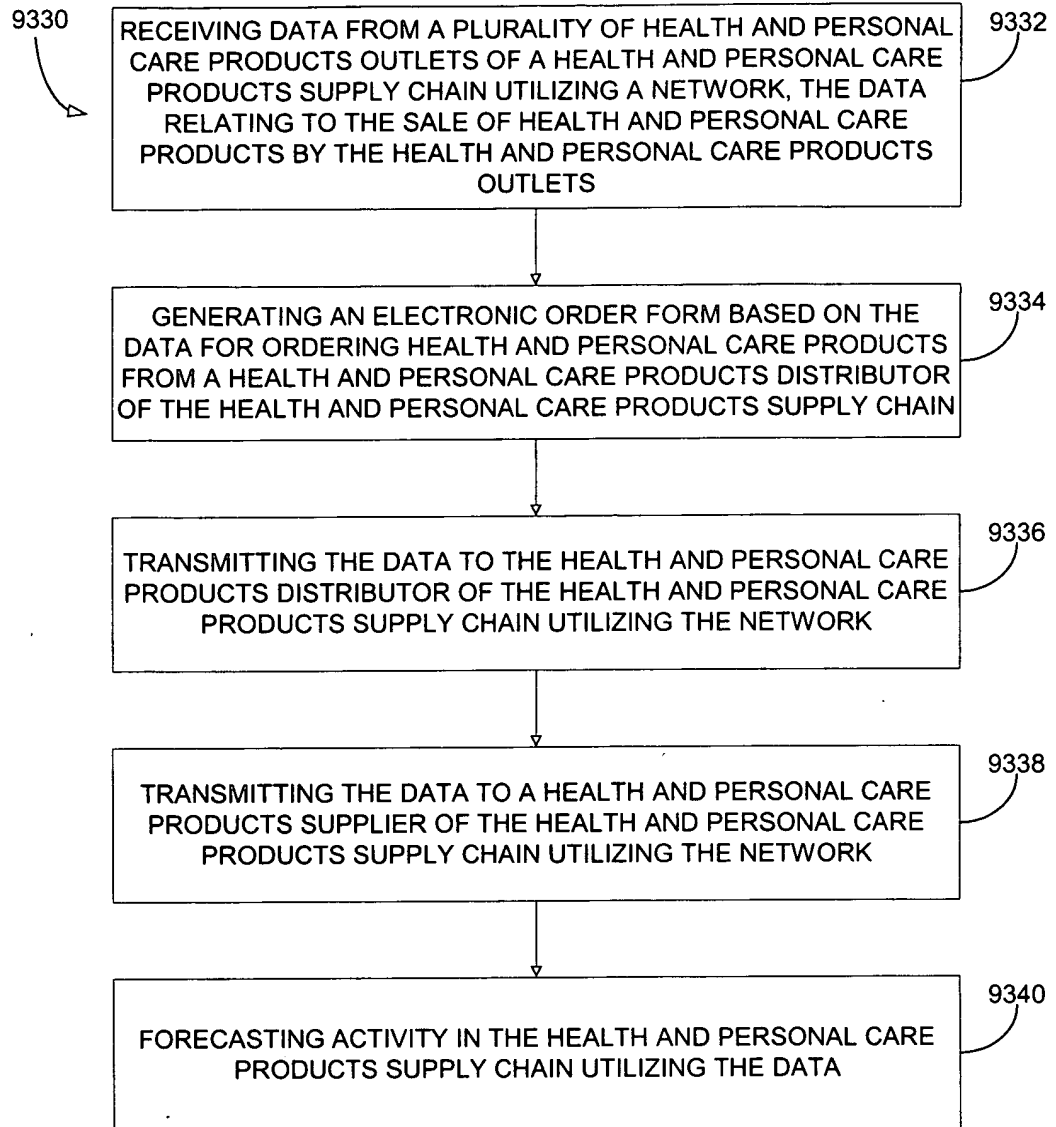 9330
RECEIVING DATA FROM A PLURALITY OF HEALTH AND PERSONAL
CARE PRODUCTS OUTLETS OF A HEALTH AND PERSONAL CARE
PRODUCTS SUPPLY CHAIN UTILIZING A NETWORK, THE DATA
RELATING TO THE SALE OF HEALTH AND PERSONAL CARE
PRODUCTS BY THE HEALTH AND PERSONAL CARE PRODUCTS
OUTLETS
9332
GENERATING AN ELECTRONIC ORDER FORM BASED ON THE
DATA FOR ORDERING HEALTH AND PERSONAL CARE PRODUCTS
FROM A HEALTH AND PERSONAL CARE PRODUCTS DISTRIBUTOR
OF THE HEALTH AND PERSONAL CARE PRODUCTS SUPPLY CHAIN
9334
TRANSMITTING THE DATA TO THE HEALTH AND PERSONAL CARE
PRODUCTS DISTRIBUTOR OF THE HEALTH AND PERSONAL CARE
PRODUCTS SUPPLY CHAIN UTILIZING THE NETWORK
9336
TRANSMITTING THE DATA TO A HEALTH AND PERSONAL CARE
PRODUCTS SUPPLIER OF THE HEALTH AND PERSONAL CARE
PRODUCTS SUPPLY CHAIN UTILIZING THE NETWORK
9338
FORECASTING ACTIVITY IN THE HEALTH AND PERSONAL CARE
PRODUCTS SUPPLY CHAIN UTILIZING THE DATA
9340